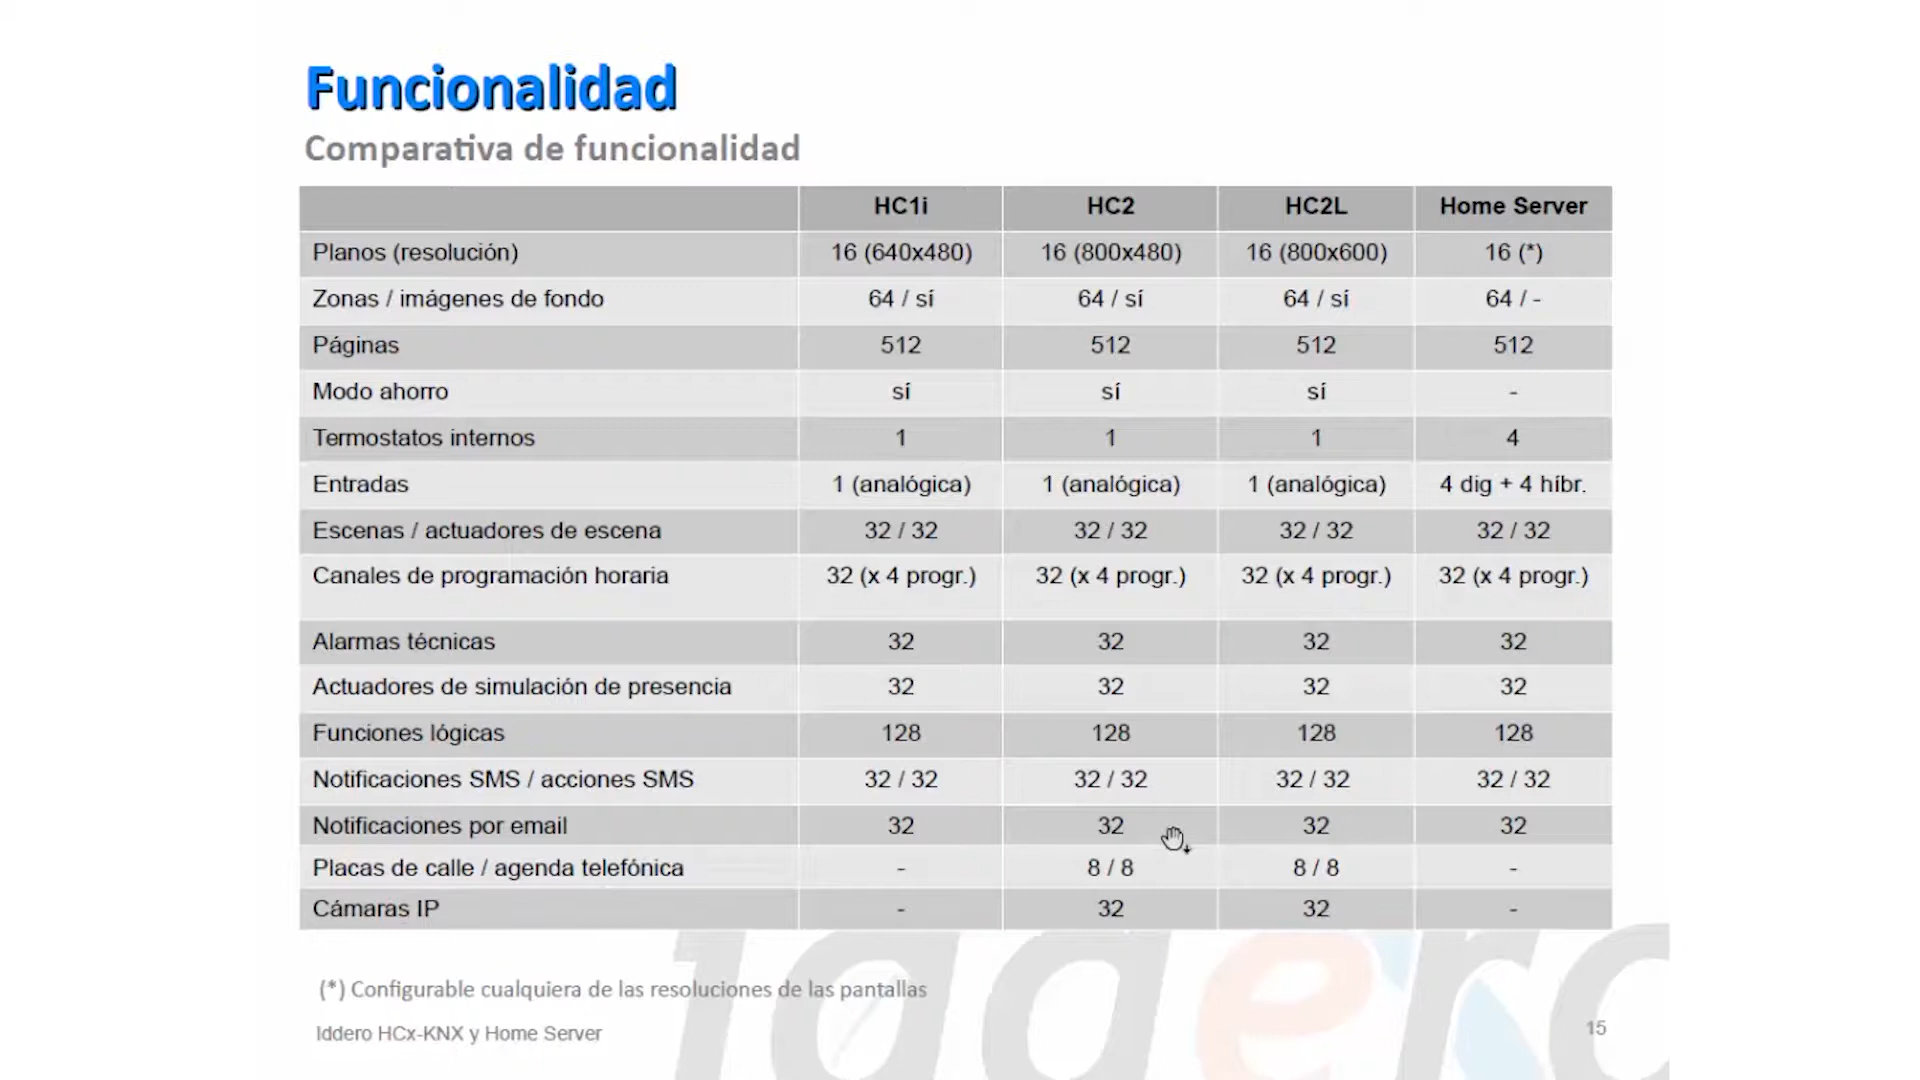 Funcionalidad
Comparativa de funcionalidad
HC1i HC2 HC2L Home Server
Planos (resolución) 16 (640x480) 16 (800x480) 16 (800x600) 16 (*)
Zonas / imágenes de fondo 64 / sí 64 / sí 64 / sí 64 / -
Páginas 512 512 512 512
Modo ahorro sí sí sí -
Termostatos internos 1 1 1 4
Entradas 1 (analógica) 1 (analógica) 1 (analógica) 4 dig + 4 híbr.
Escenas / actuadores de escena 32 / 32 32 / 32 32 / 32 32 / 32
Canales de programación horaria 32 (x 4 progr.) 32 (x 4 progr.) 32 (x 4 progr.) 32 (x 4 progr.)
Alarmas técnicas 32 32 32 32
Actuadores de simulación de presencia 32 32 32 32
Funciones lógicas 128 128 128 128
Notificaciones SMS / acciones SMS 32 / 32 32 / 32 32 / 32 32 / 32
Notificaciones por email 32 32 32 32
Placas de calle / agenda telefónica - 8 / 8 8 / 8 -
Cámaras IP - 32 32 -
(*) Configurable cualquiera de las resoluciones de las pantallas
Iddero HCx-KNX y Home Server 15
iddero